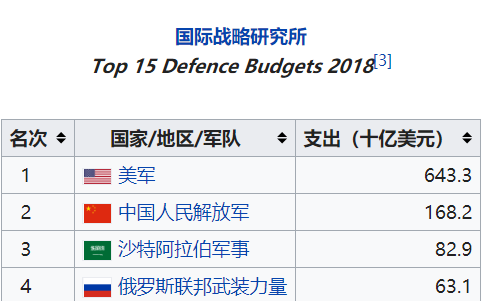 国际战略研究所
Top 15 Defence Budgets 2018[3]
名次 国家/地区/军队 支出（十亿美元）
1 美军 643.3
2 中国人民解放军 168.2
3 沙特阿拉伯军事 82.9
4 俄罗斯联邦武装力量 63.1